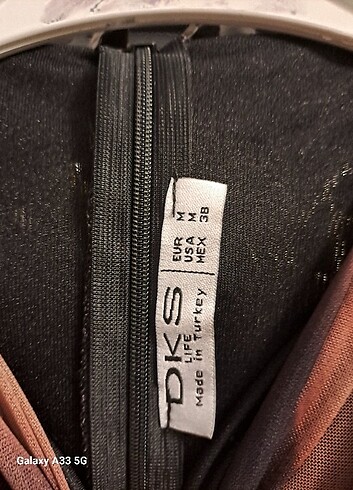 DKS
LIFE
Made in Turkey
EUR M
USA M
MEX 38
Galaxy A33 5G